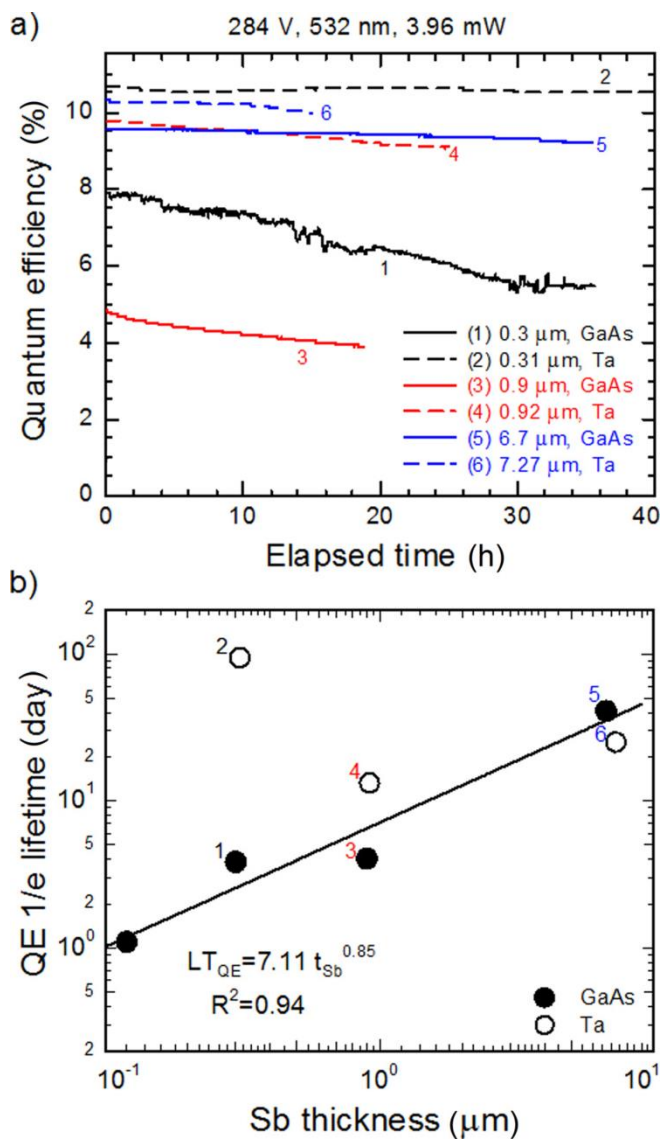 a)
284 V, 532 nm, 3.96 mW
Quantum efficiency (%)
10
8
6
4
2
0
2
6
5
4
1
3
(1) 0.3 μm, GaAs
(2) 0.31 μm, Ta
(3) 0.9 μm, GaAs
(4) 0.92 μm, Ta
(5) 6.7 μm, GaAs
(6) 7.27 μm, Ta
0 10 20 30 40
Elapsed time (h)
b)
QE 1/e lifetime (day)
2
10²
5
2
10¹
5
2
10⁰
5
2
2
5
6
4
1
3
LT_QE=7.11 t_Sb^0.85
R²=0.94
GaAs
Ta
10⁻¹ 10⁰ 10¹
Sb thickness (μm)